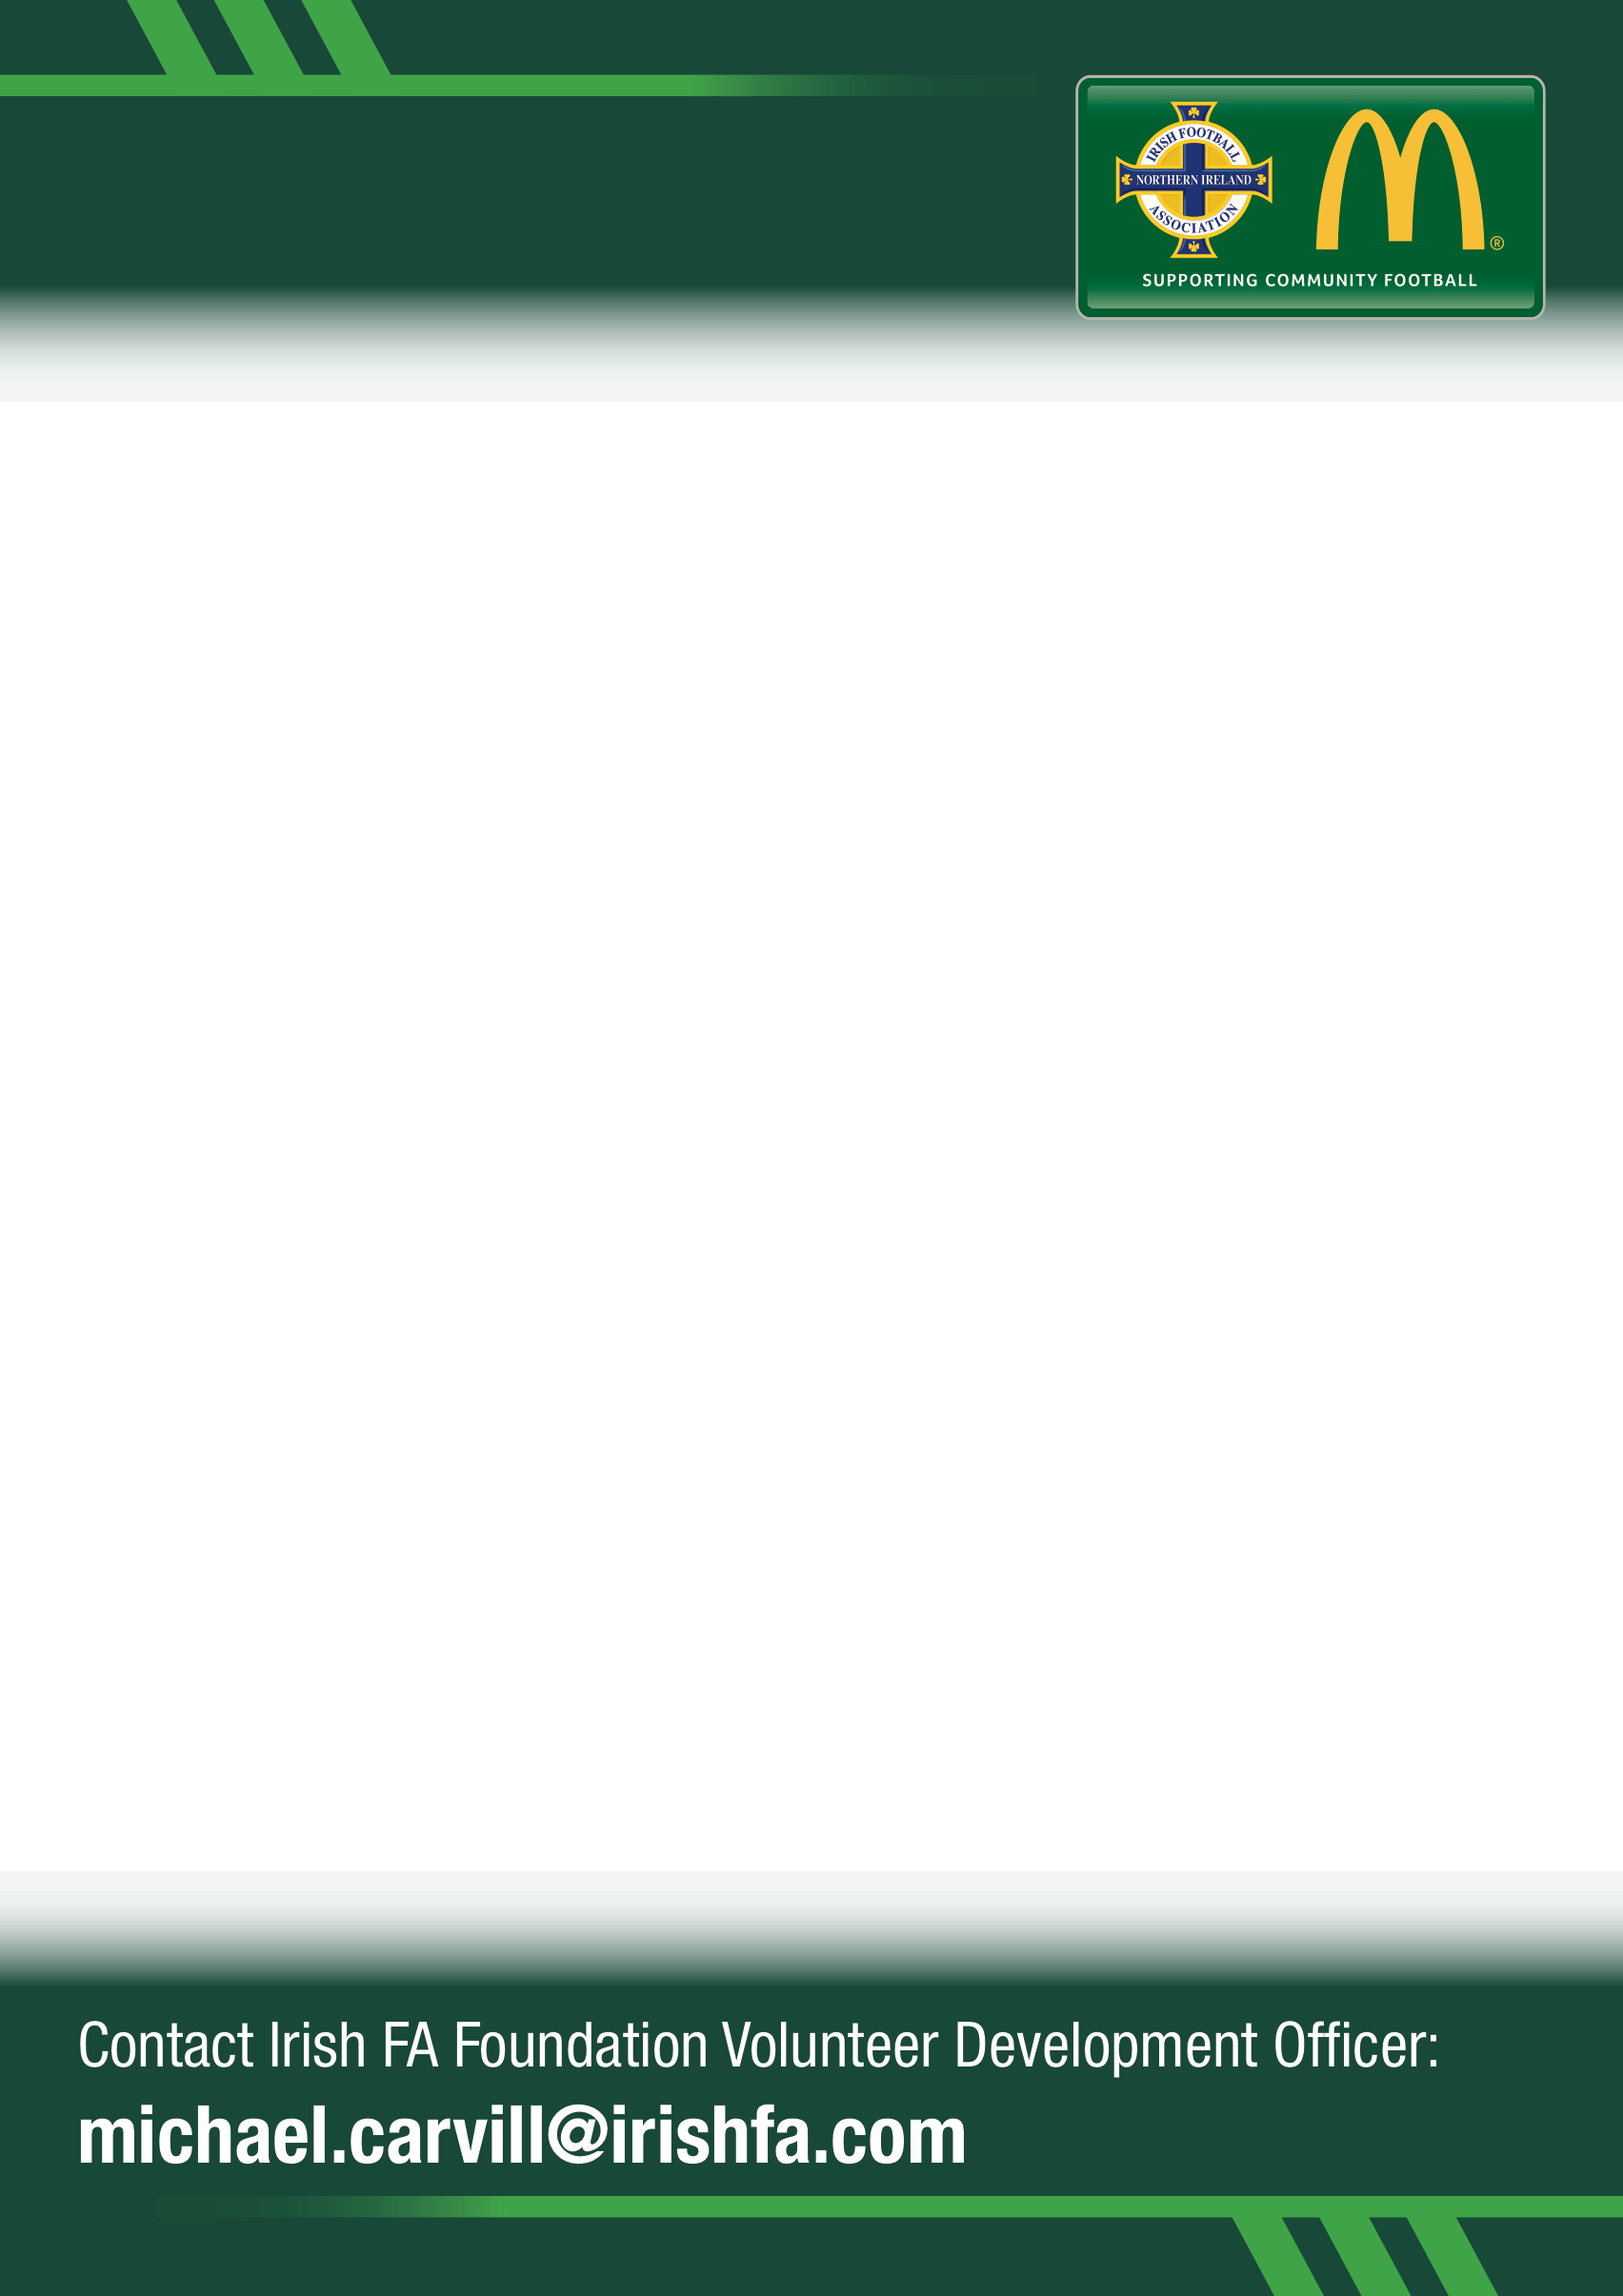 IRISH FOOTBALL
NORTHERN IRELAND
ASSOCIATION
®
SUPPORTING COMMUNITY FOOTBALL
Contact Irish FA Foundation Volunteer Development Officer:
michael.carvill@irishfa.com